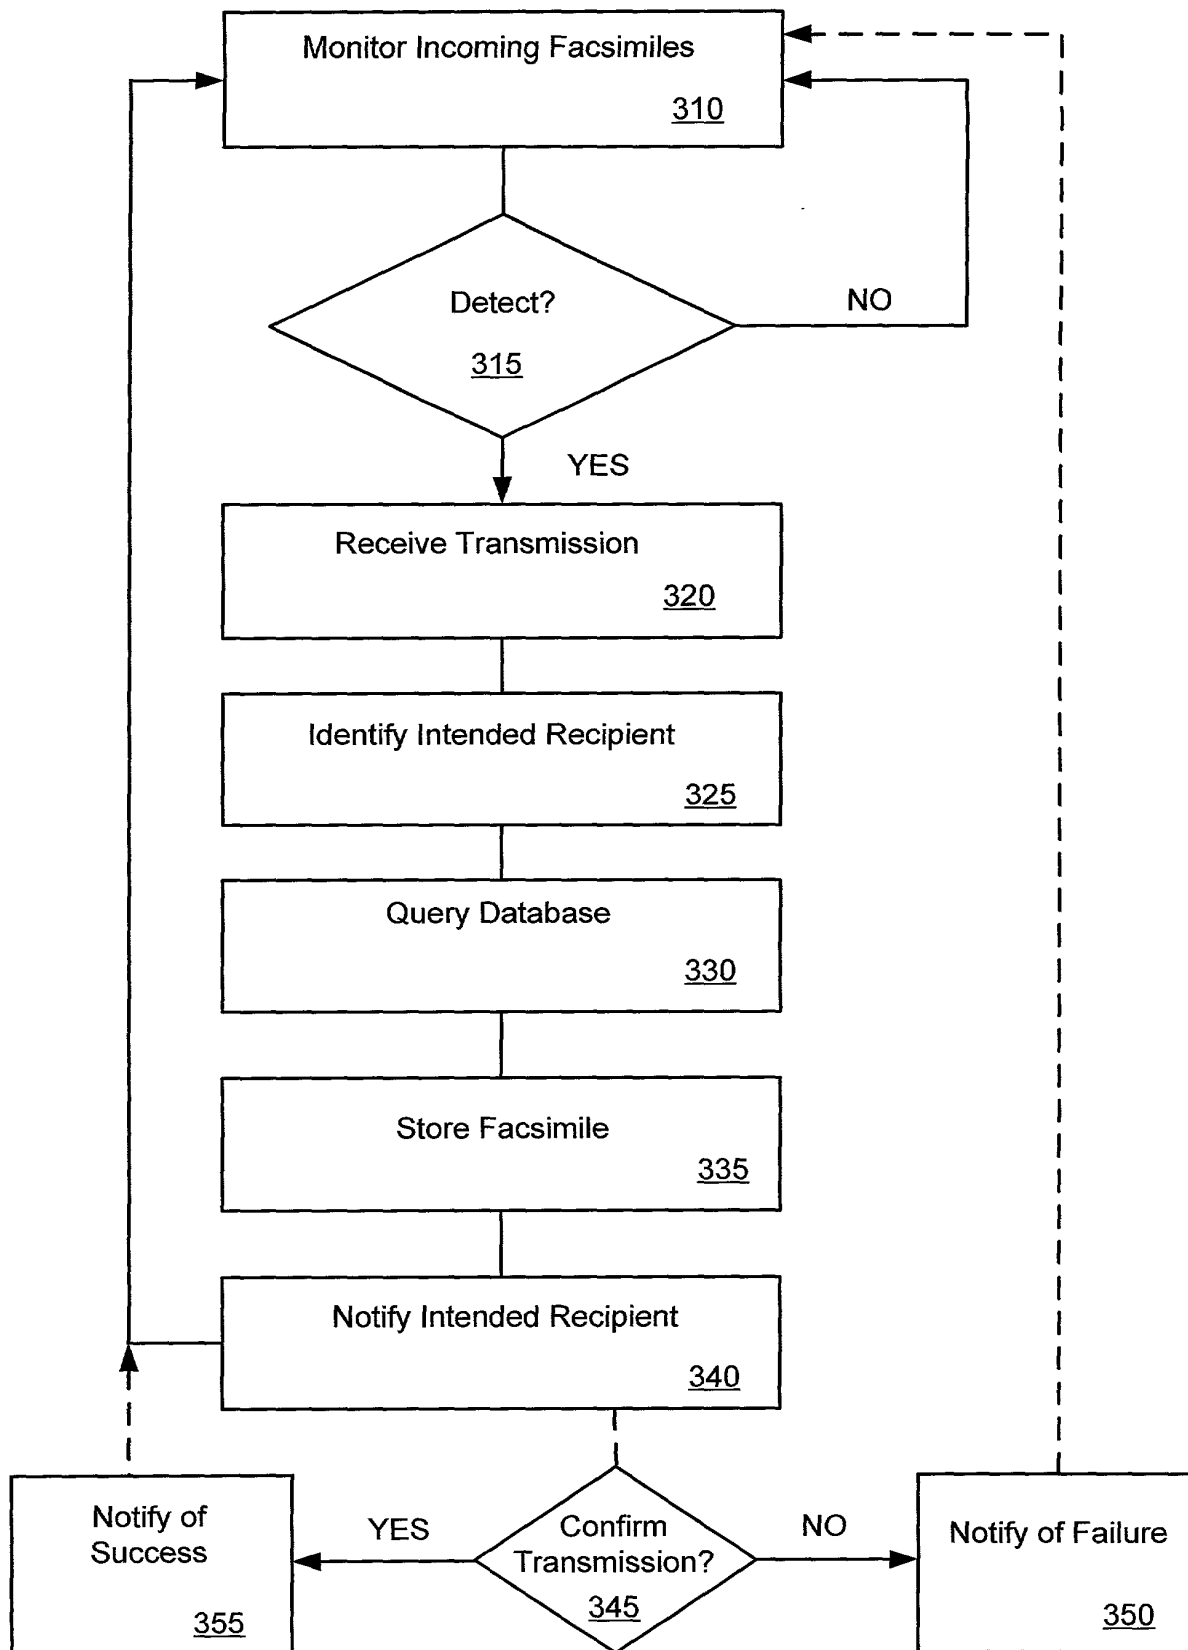 Monitor Incoming Facsimiles
310
Detect?
315
NO
YES
Receive Transmission
320
Identify Intended Recipient
325
Query Database
330
Store Facsimile
335
Notify Intended Recipient
340
Notify of
Success
355
YES
Confirm
Transmission?
345
NO
Notify of Failure
350